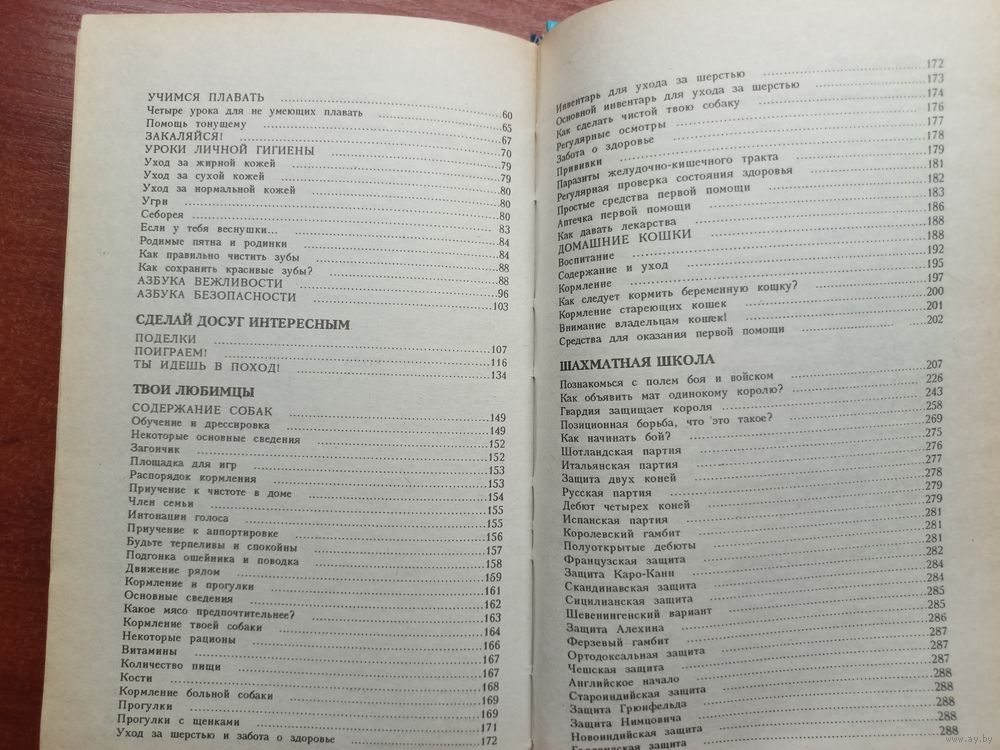 УЧИМСЯ ПЛАВАТЬ 60
Четыре урока для не умеющих плавать 65
Помощь тонущему 67
ЗАКАЛЯЙСЯ! 70
УРОКИ ЛИЧНОЙ ГИГИЕНЫ 79
Уход за жирной кожей 79
Уход за сухой кожей 80
Уход за нормальной кожей 80
Угри 80
Себорея 83
Если у тебя веснушки... 84
Родимые пятна и родинки 84
Как правильно чистить зубы 88
Как сохранить красивые зубы? 88
АЗБУКА ВЕЖЛИВОСТИ 96
АЗБУКА БЕЗОПАСНОСТИ 103
СДЕЛАЙ ДОСУГ ИНТЕРЕСНЫМ
ПОДЕЛКИ 107
ПОИГРАЕМ! 116
ТЫ ИДЕШЬ В ПОХОД! 134
ТВОИ ЛЮБИМЦЫ
СОДЕРЖАНИЕ СОБАК 149
Обучение и дрессировка 149
Некоторые основные сведения 152
Загончик 152
Площадка для игр 153
Распорядок кормления 153
Приучение к чистоте в доме 154
Член семьи 155
Интонации голоса 155
Приучение к аппортировке 156
Будьте терпеливы и спокойны 157
Подгонка ошейника и поводка 158
Движение рядом 159
Кормление и прогулки 161
Основные сведения 162
Какое мясо предпочтительнее? 163
Кормление твоей собаки 164
Некоторые рационы 166
Витамины 167
Количество пищи 167
Кости 168
Кормление больной собаки 169
Прогулки 169
Прогулки с щенками 171
Уход за шерстью и забота о здоровье 172
Инвентарь для ухода за шерстью 172
Основной инвентарь для ухода за шерстью 173
Как сделать чистой твою собаку 174
Регулярные осмотры 176
Забота о здоровье 177
Прививки 178
Паразиты желудочно-кишечного тракта 179
Регулярная проверка состояния здоровья 181
Простые средства первой помощи 182
Аптечка первой помощи 183
Как давать лекарства 186
ДОМАШНИЕ КОШКИ 188
Воспитание 188
Содержание и уход 192
Кормление 195
Как следует кормить беременную кошку? 197
Кормление стареющих кошек 200
Внимание владельцам кошек! 201
Средства для оказания первой помощи 202
ШАХМАТНАЯ ШКОЛА
Познакомься с полем боя и войском 207
Как объявить мат одинокому королю? 226
Гвардия защищает короля 243
Позиционная борьба, что это такое? 258
Как начинать бой? 269
Шотландская партия 275
Итальянская партия 276
Защита двух коней 277
Русская партия 278
Дебют четырех коней 279
Испанская партия 279
Королевский гамбит 281
Полуоткрытые дебюты 281
Французская защита 282
Защита Каро-Канн 284
Скандинавская защита 284
Сицилианская защита 285
Шевенингенский вариант 285
Защита Алехина 286
Ферзевый гамбит 287
Ортодоксальная защита 287
Чешская защита 287
Английское начало 288
Староиндийская защита 288
Защита Грюнфельда 288
Защита Нимцовича 288
Новоиндийская защита
Голландская защита
www.ay.by